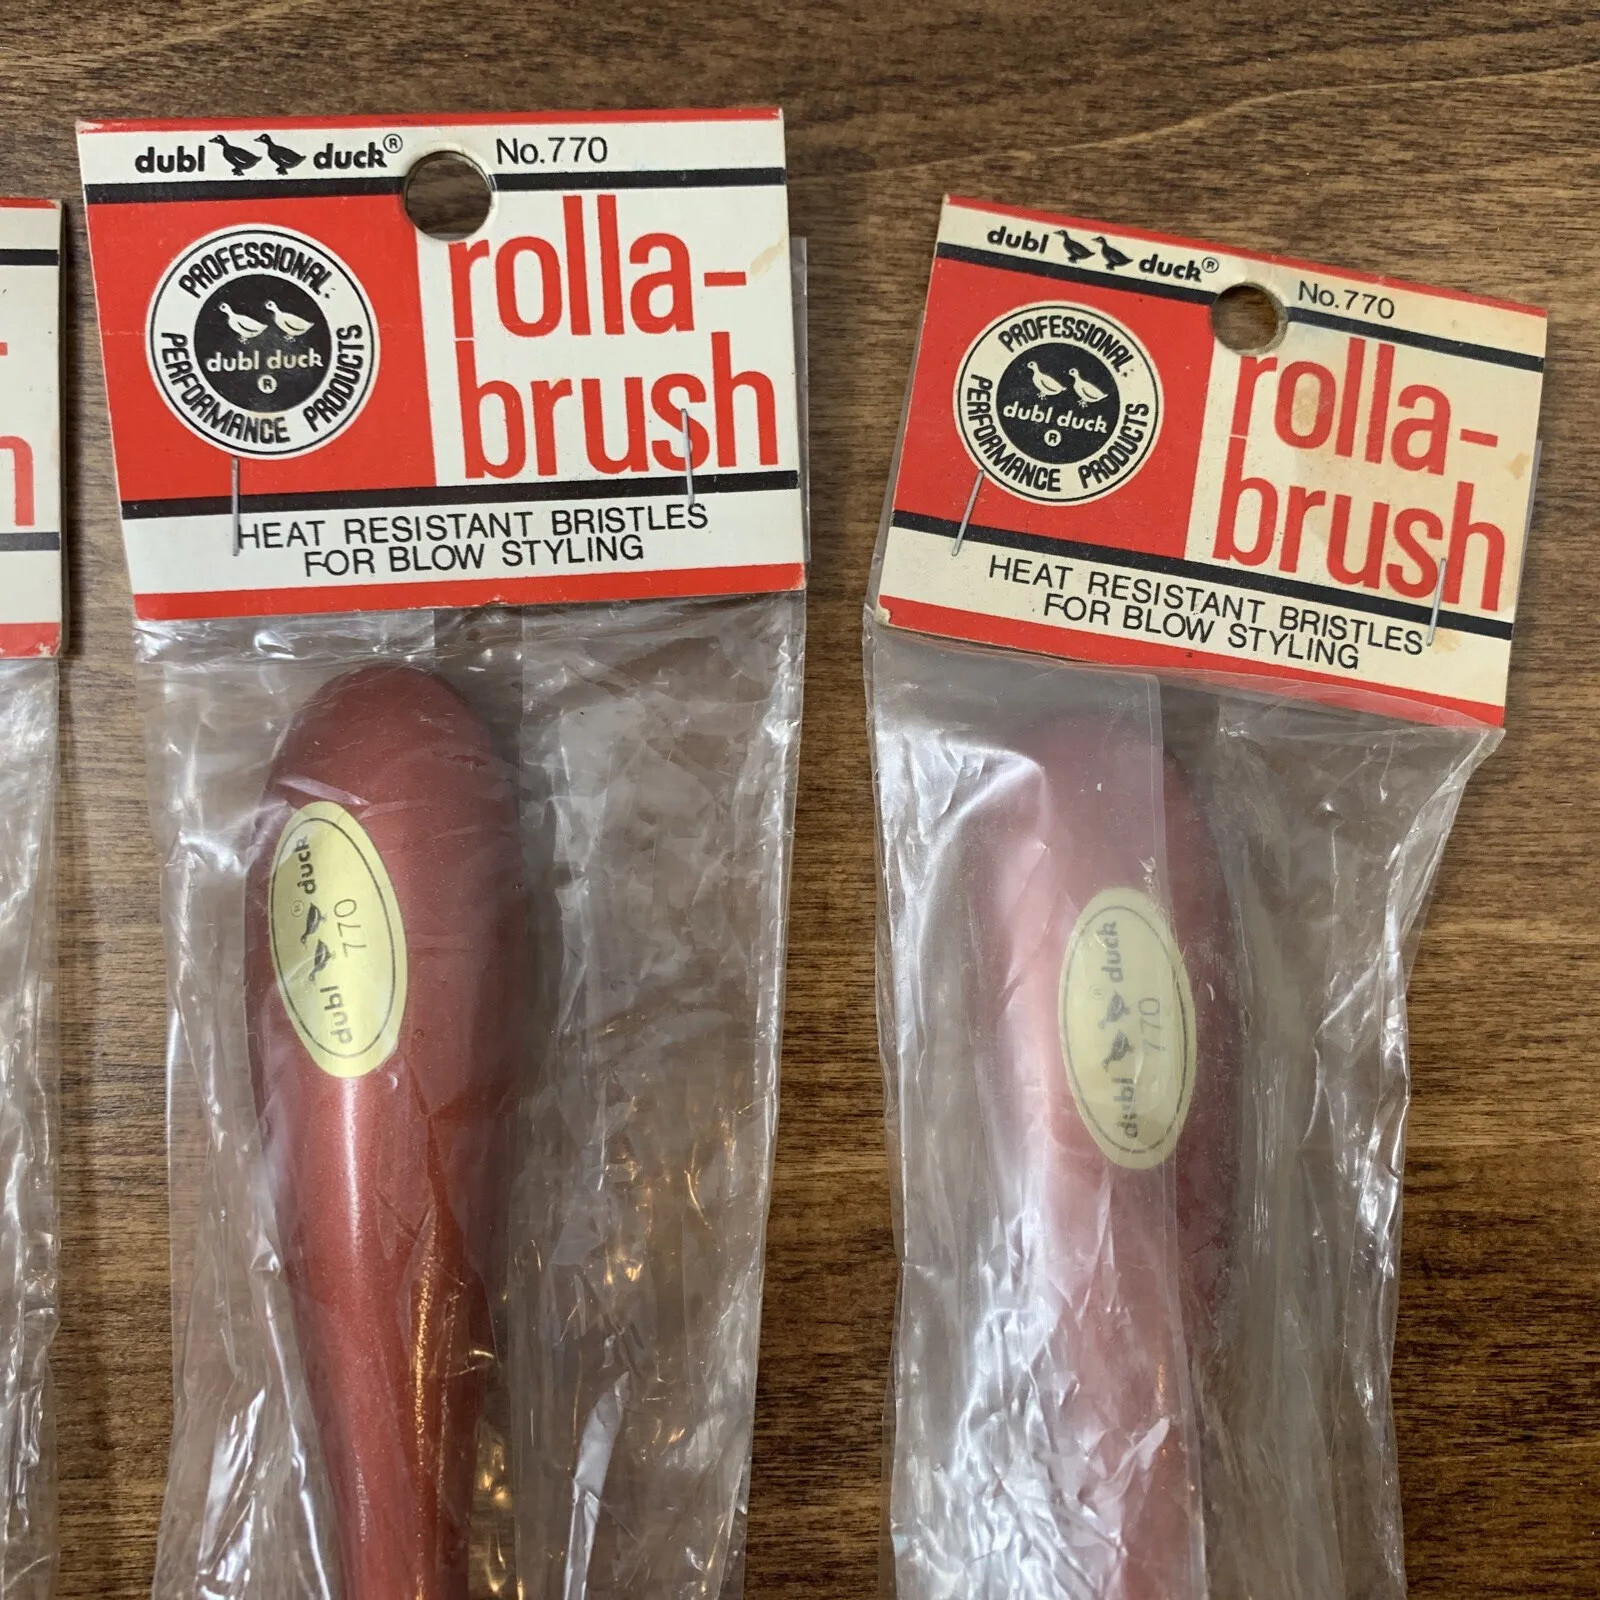 dubl duck® No.770
PROFESSIONAL
PERFORMANCE PRODUCTS
dubl duck
®
rolla-
brush
HEAT RESISTANT BRISTLES
FOR BLOW STYLING
dubl duck®
770
dubl duck® No.770
PROFESSIONAL
PERFORMANCE PRODUCTS
dubl duck
®
rolla-
brush
HEAT RESISTANT BRISTLES
FOR BLOW STYLING
dubl duck®
770
-
h